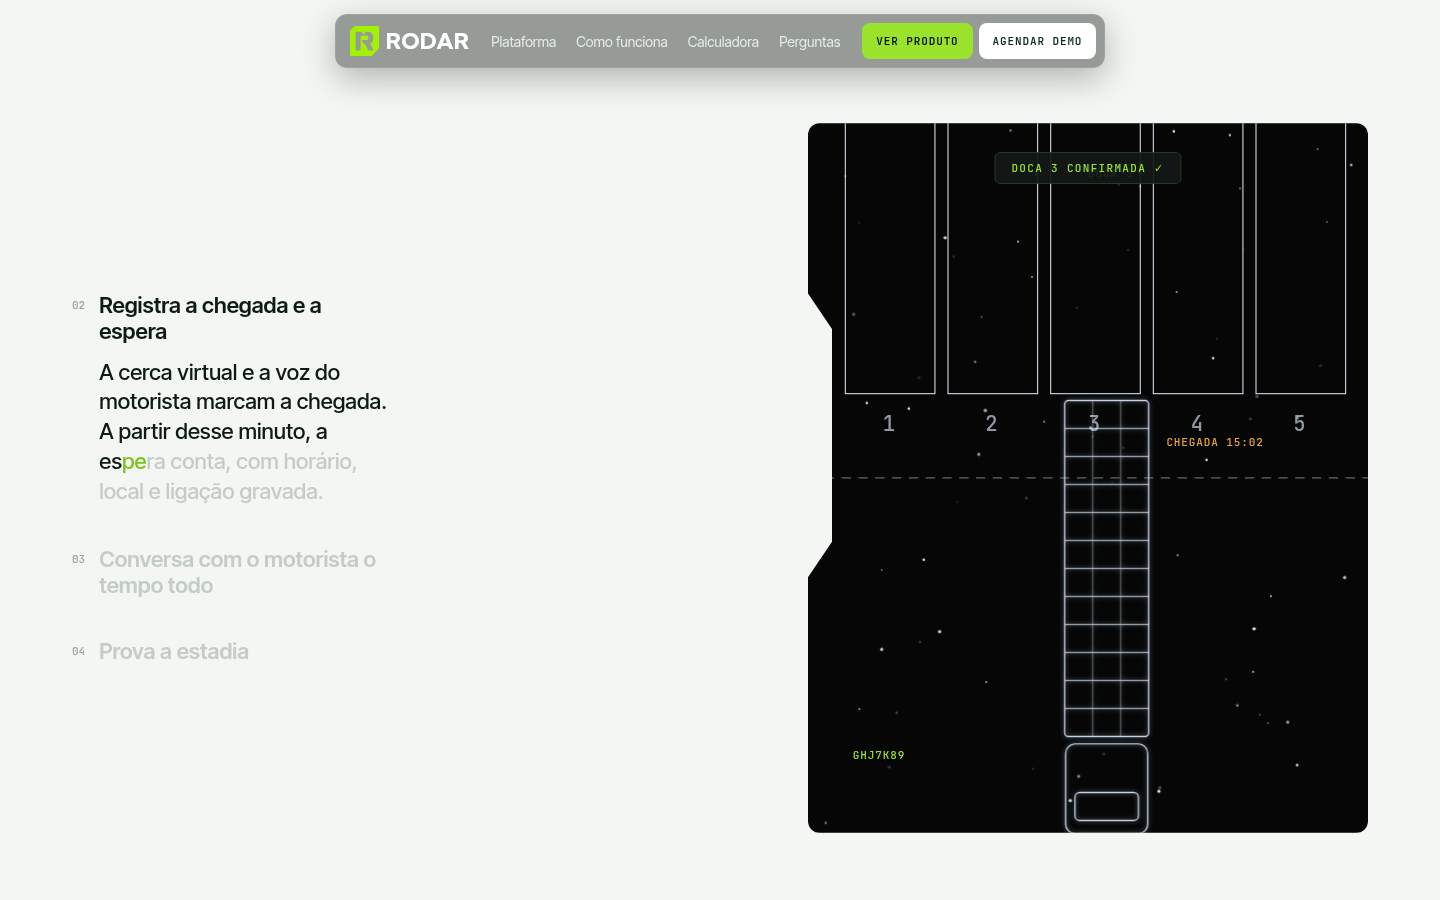 RODAR
Plataforma
Como funciona
Calculadora
Perguntas
VER PRODUTO
AGENDAR DEMO
02
Registra a chegada e a
espera
A cerca virtual e a voz do
motorista marcam a chegada.
A partir desse minuto, a
espera conta, com horário,
local e ligação gravada.
03
Conversa com o motorista o
tempo todo
04
Prova a estadia
DOCA 3 CONFIRMADA ✓
1
2
3
4
5
CHEGADA 15:02
GHJ7K89